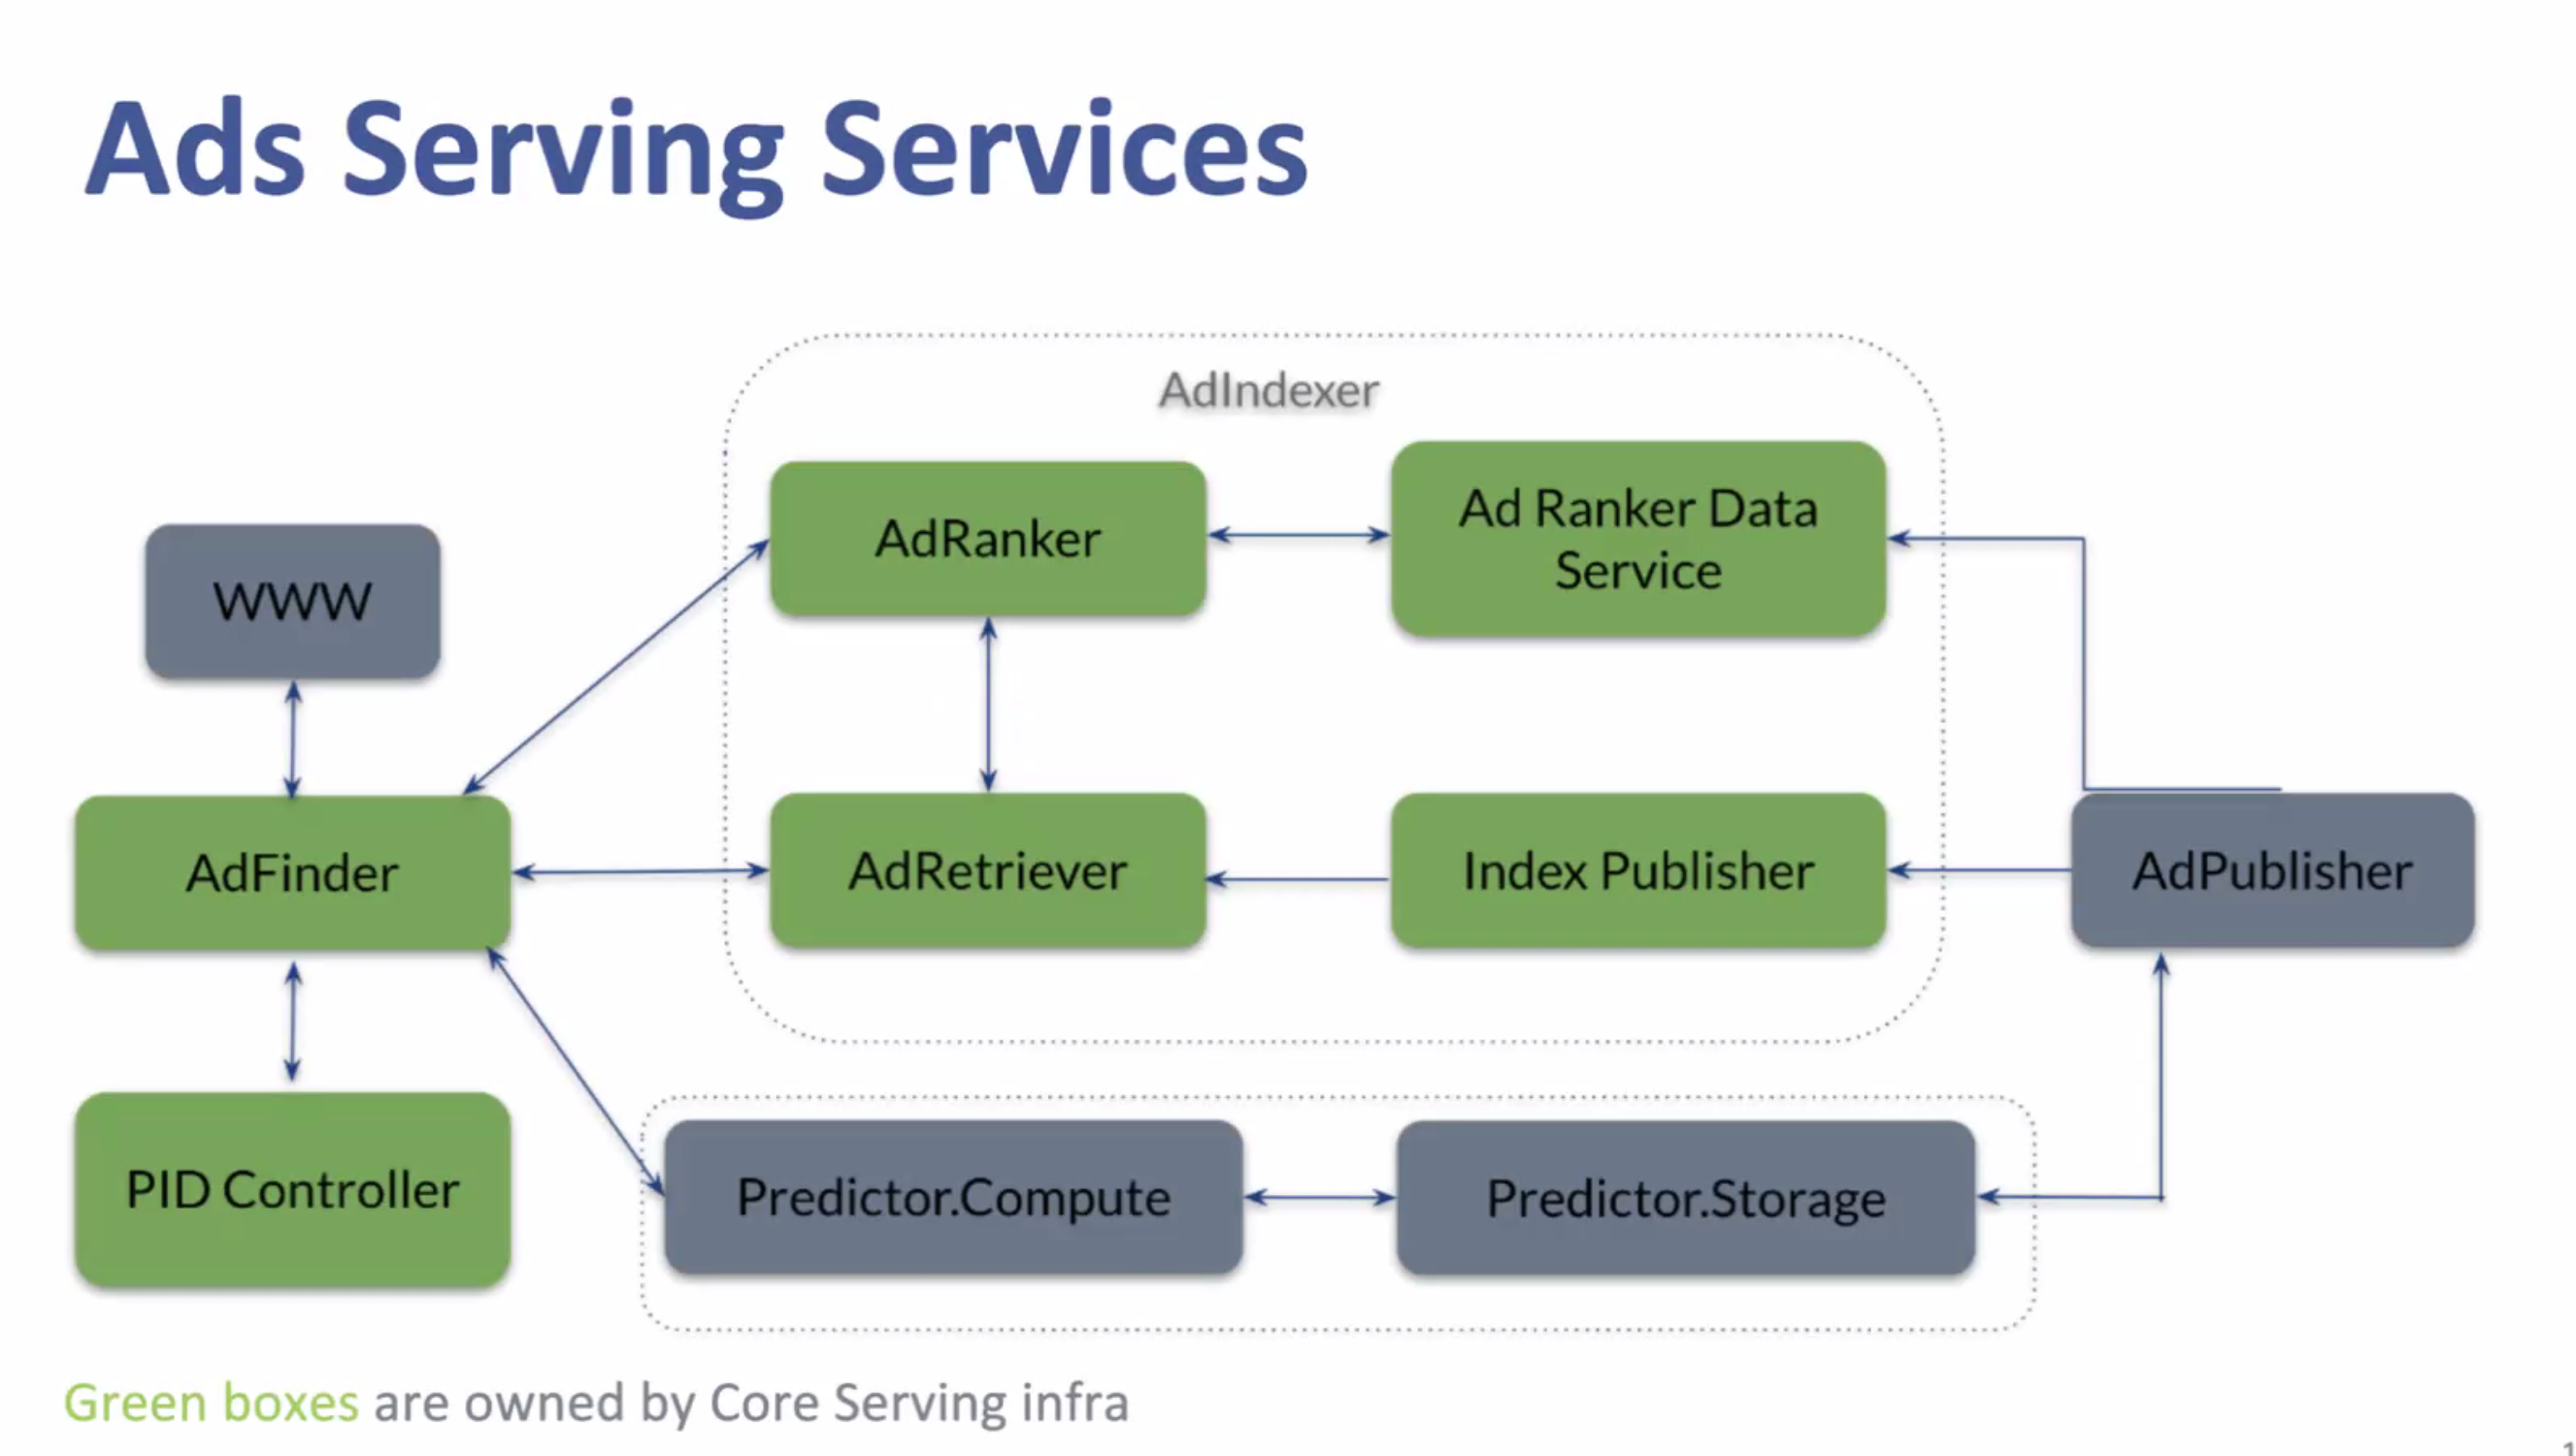 Ads Serving Services
AdIndexer
AdRanker
Ad Ranker Data
Service
WWW
AdFinder
AdRetriever
Index Publisher
AdPublisher
PID Controller
Predictor.Compute
Predictor.Storage
Green boxes are owned by Core Serving infra